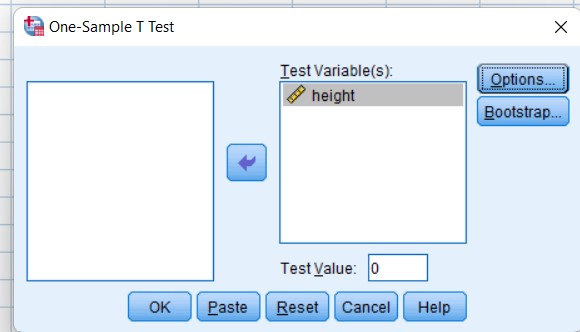 One-Sample T Test
Test Variable(s):
height
Options...
Bootstrap...
Test Value: 0
OK Paste Reset Cancel Help